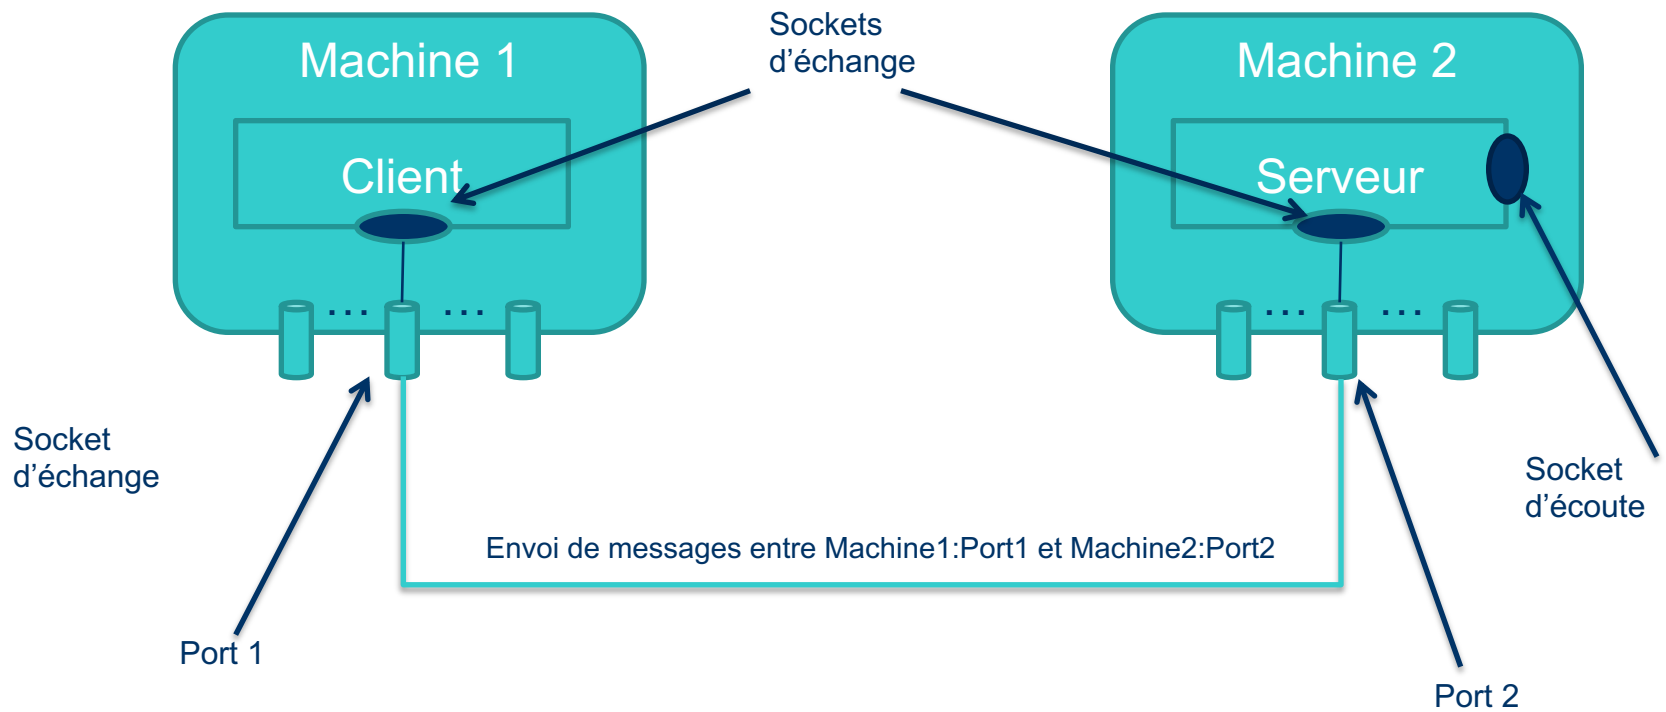 Sockets
d’échange
Machine 1
Machine 2
Client
Serveur
...
...
...
...
Socket
d’échange
Socket
d’écoute
Envoi de messages entre Machine1:Port1 et Machine2:Port2
Port 1
Port 2